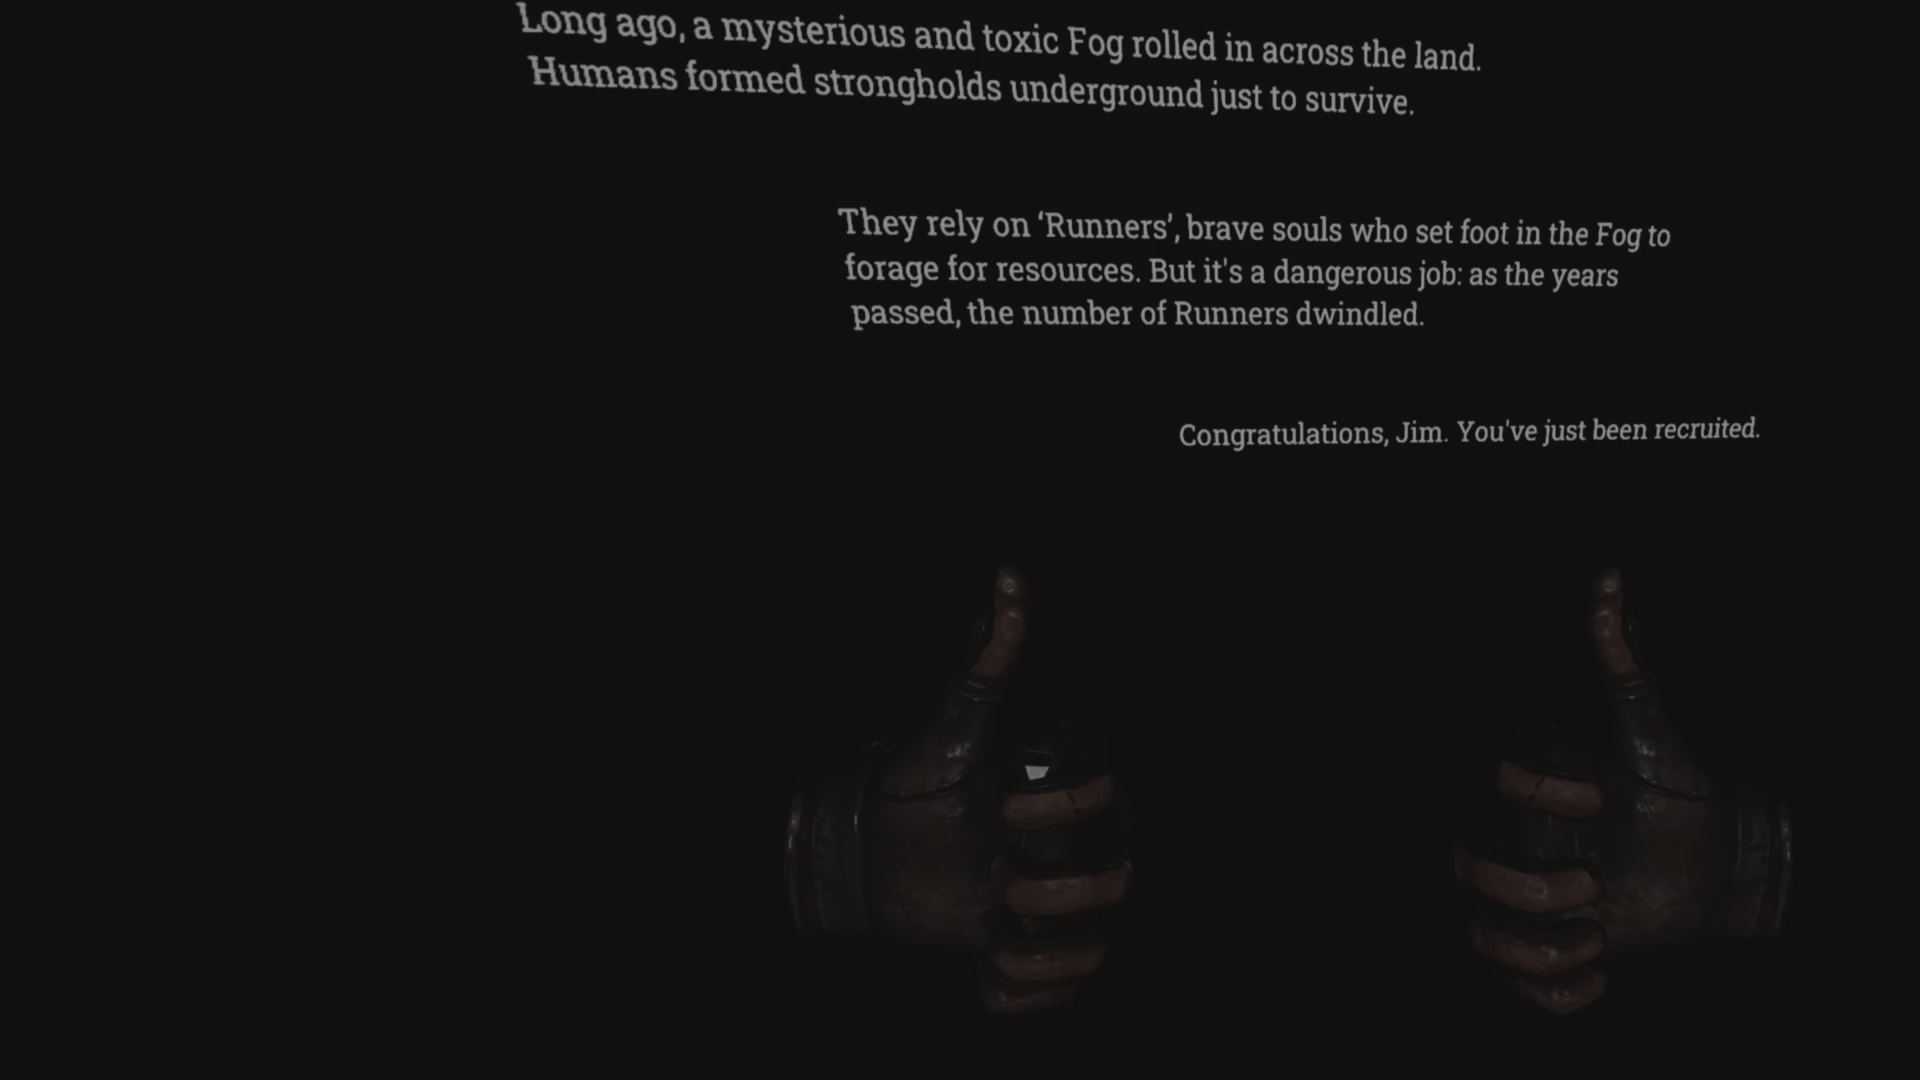 Long ago, a mysterious and toxic Fog rolled in across the land.
Humans formed strongholds underground just to survive.
They rely on ‘Runners’, brave souls who set foot in the Fog to
forage for resources. But it's a dangerous job: as the years
passed, the number of Runners dwindled.
Congratulations, Jim. You've just been recruited.